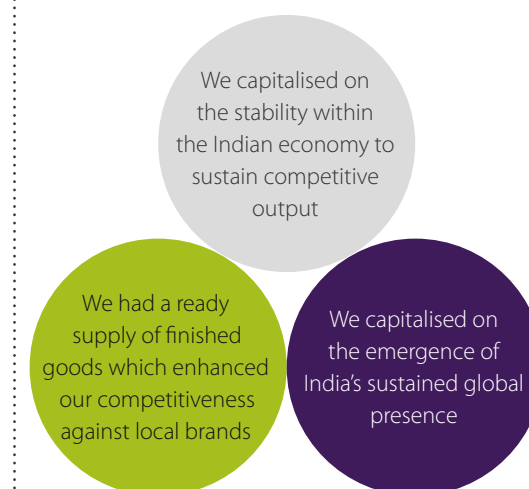 We capitalised on
the stability within
the Indian economy to
sustain competitive
output
We had a ready
supply of finished
goods which enhanced
our competitiveness
against local brands
We capitalised on
the emergence of
India’s sustained global
presence